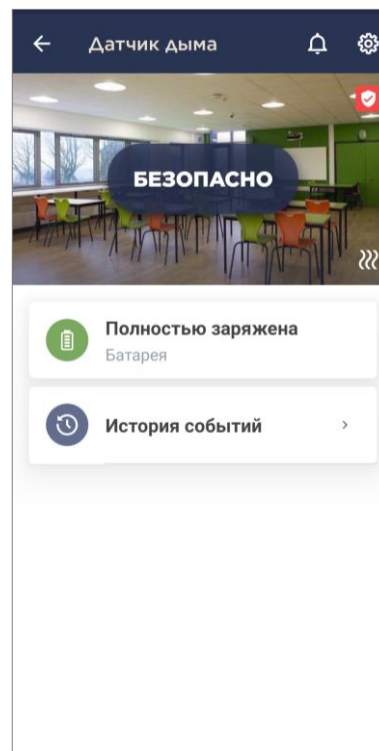 Датчик дыма
БЕЗОПАСНО
Полностью заряжена
Батарея
История событий